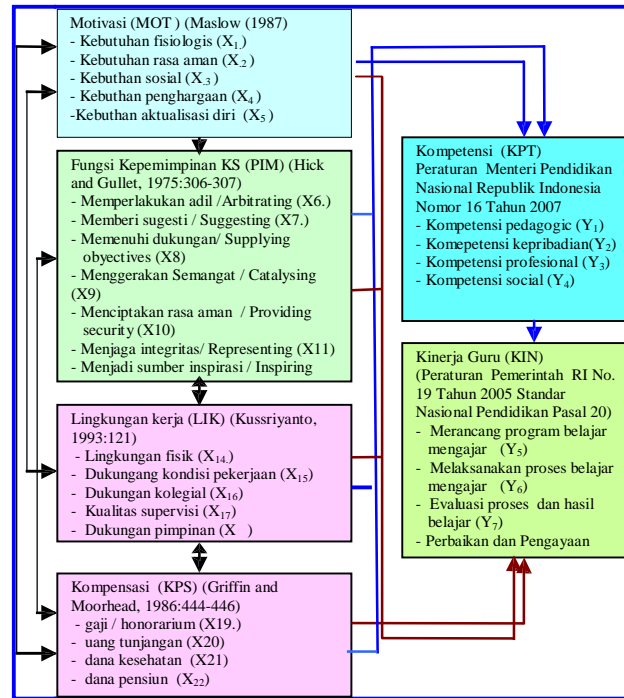 Motivasi (MOT ) (Maslow (1987)
- Kebutuhan fisiologis (X1.)
- Kebutuhan rasa aman (X.2)
- Kebuthan sosial (X.3)
- Kebuthan penghargaan (X4)
-Kebuthan aktualisasi diri (X5)
Fungsi Kepemimpinan KS (PIM) (Hick
and Gullet, 1975:306-307)
- Memperlakukan adil /Arbitrating (X6.)
- Memberi sugesti / Suggesting (X7.)
- Memenuhi dukungan/ Supplying
obyectives (X8)
- Menggerakan Semangat / Catalysing
(X9)
- Menciptakan rasa aman / Providing
security (X10)
- Menjaga integritas/ Representing (X11)
- Menjadi sumber inspirasi / Inspiring
Lingkungan kerja (LIK) (Kussriyanto,
1993:121)
- Lingkungan fisik (X14.)
- Dukungang kondisi pekerjaan (X15)
- Dukungan kolegial (X16)
- Kualitas supervisi (X17)
- Dukungan pimpinan (X )
Kompensasi (KPS) (Griffin and
Moorhead, 1986:444-446)
- gaji / honorarium (X19.)
- uang tunjangan (X20)
- dana kesehatan (X21)
- dana pensiun (X22)
Kompetensi (KPT)
Peraturan Menteri Pendidikan
Nasional Republik Indonesia
Nomor 16 Tahun 2007
- Kompetensi pedagogic (Y1)
- Komepetensi kepribadian(Y2)
- Kompetensi profesional (Y3)
- Kompetensi social (Y4)
Kinerja Guru (KIN)
(Peraturan Pemerintah RI No.
19 Tahun 2005 Standar
Nasional Pendidikan Pasal 20)
- Merancang program belajar
mengajar (Y5)
- Melaksanakan proses belajar
mengajar (Y6)
- Evaluasi proses dan hasil
belajar (Y7)
- Perbaikan dan Pengayaan